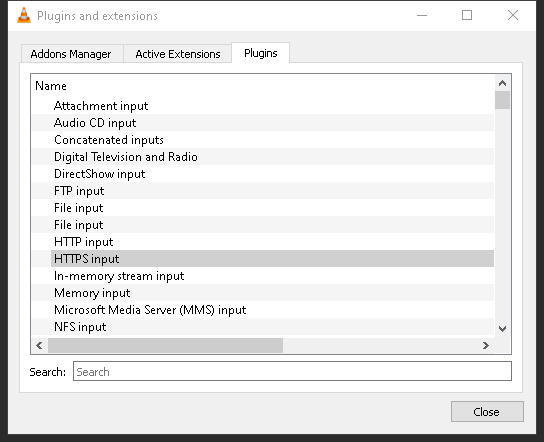 Plugins and extensions
Addons Manager Active Extensions Plugins
Name
Attachment input
Audio CD input
Concatenated inputs
Digital Television and Radio
DirectShow input
FTP input
File input
File input
HTTP input
HTTPS input
In-memory stream input
Memory input
Microsoft Media Server (MMS) input
NFS input
Search: Search
Close